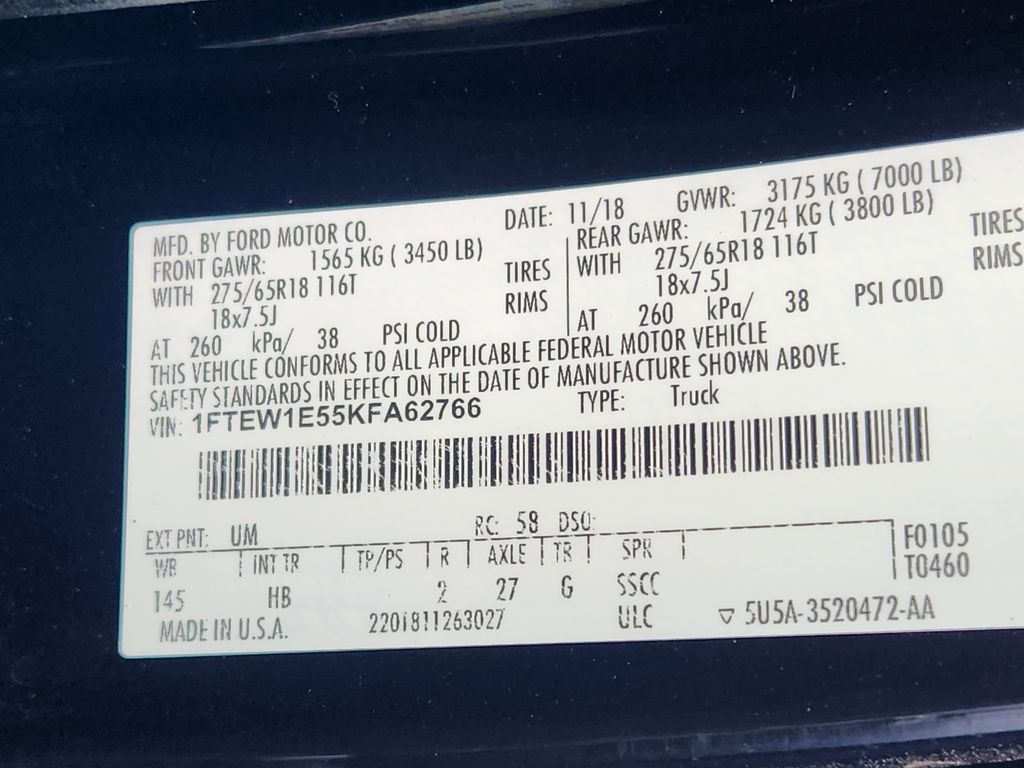 MFD. BY FORD MOTOR CO. DATE: 11/18 GVWR: 3175 KG ( 7000 LB)
FRONT GAWR: 1565 KG ( 3450 LB) REAR GAWR: 1724 KG ( 3800 LB)
WITH 275/65R18 116T TIRES WITH 275/65R18 116T TIRES
18x7.5J RIMS 18x7.5J RIMS
AT 260 kPa/ 38 PSI COLD AT 260 kPa/ 38 PSI COLD
THIS VEHICLE CONFORMS TO ALL APPLICABLE FEDERAL MOTOR VEHICLE
SAFETY STANDARDS IN EFFECT ON THE DATE OF MANUFACTURE SHOWN ABOVE.
VIN: 1FTEW1E55KFA62766 TYPE: Truck
EXT PNT: UM RC: 58 DSO:
WB INT TR TP/PS R AXLE TR SPR F0105
145 HB 2 27 G SSCC T0460
MADE IN U.S.A. 2201811263027 ULC ▽ 5U5A-3520472-AA